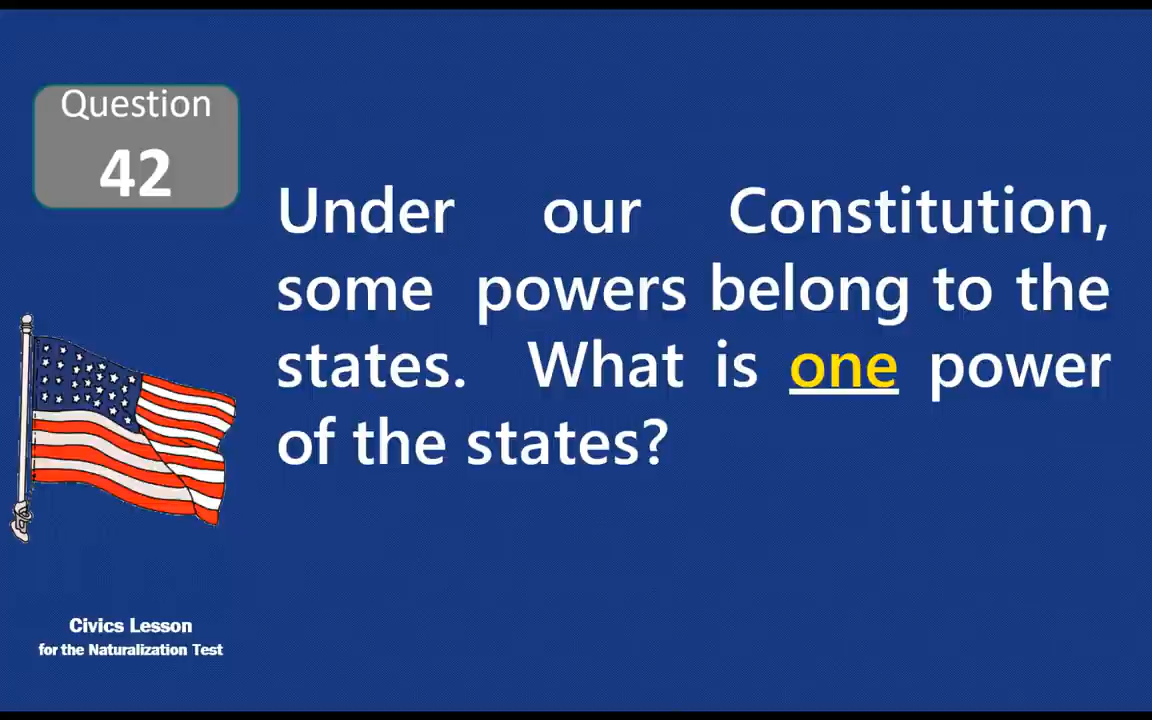 Question
42
Under our Constitution,
some powers belong to the
states. What is one power
of the states?
Civics Lesson
for the Naturalization Test